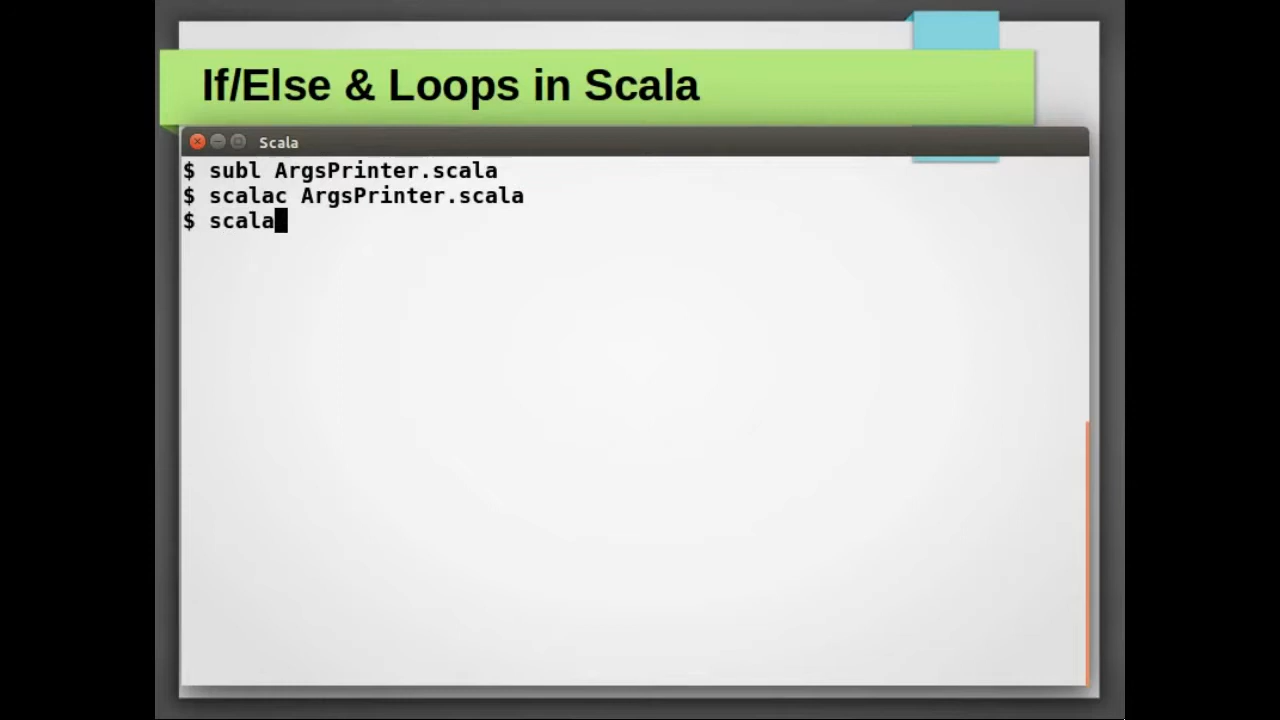 If/Else & Loops in Scala
Scala
$ subl ArgsPrinter.scala
$ scalac ArgsPrinter.scala
$ scala